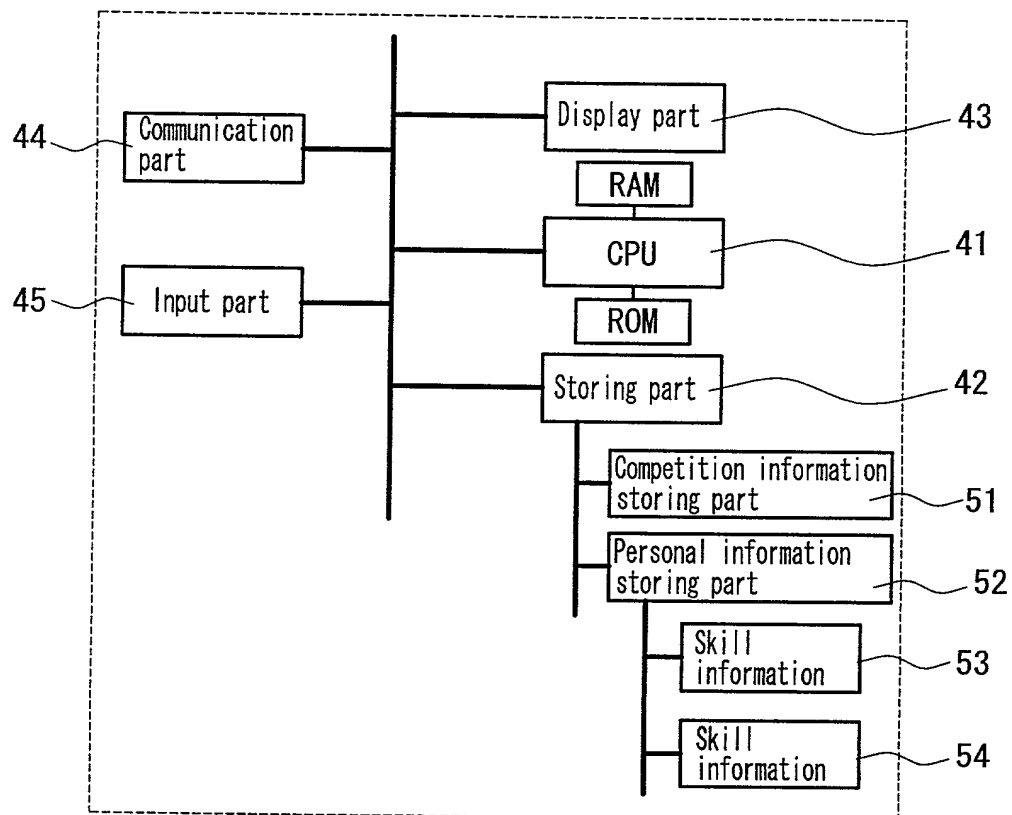 44
Communication
part
45
Input part
Display part
43
RAM
CPU
41
ROM
Storing part
42
Competition information
storing part
51
Personal information
storing part
52
Skill
information
53
Skill
information
54